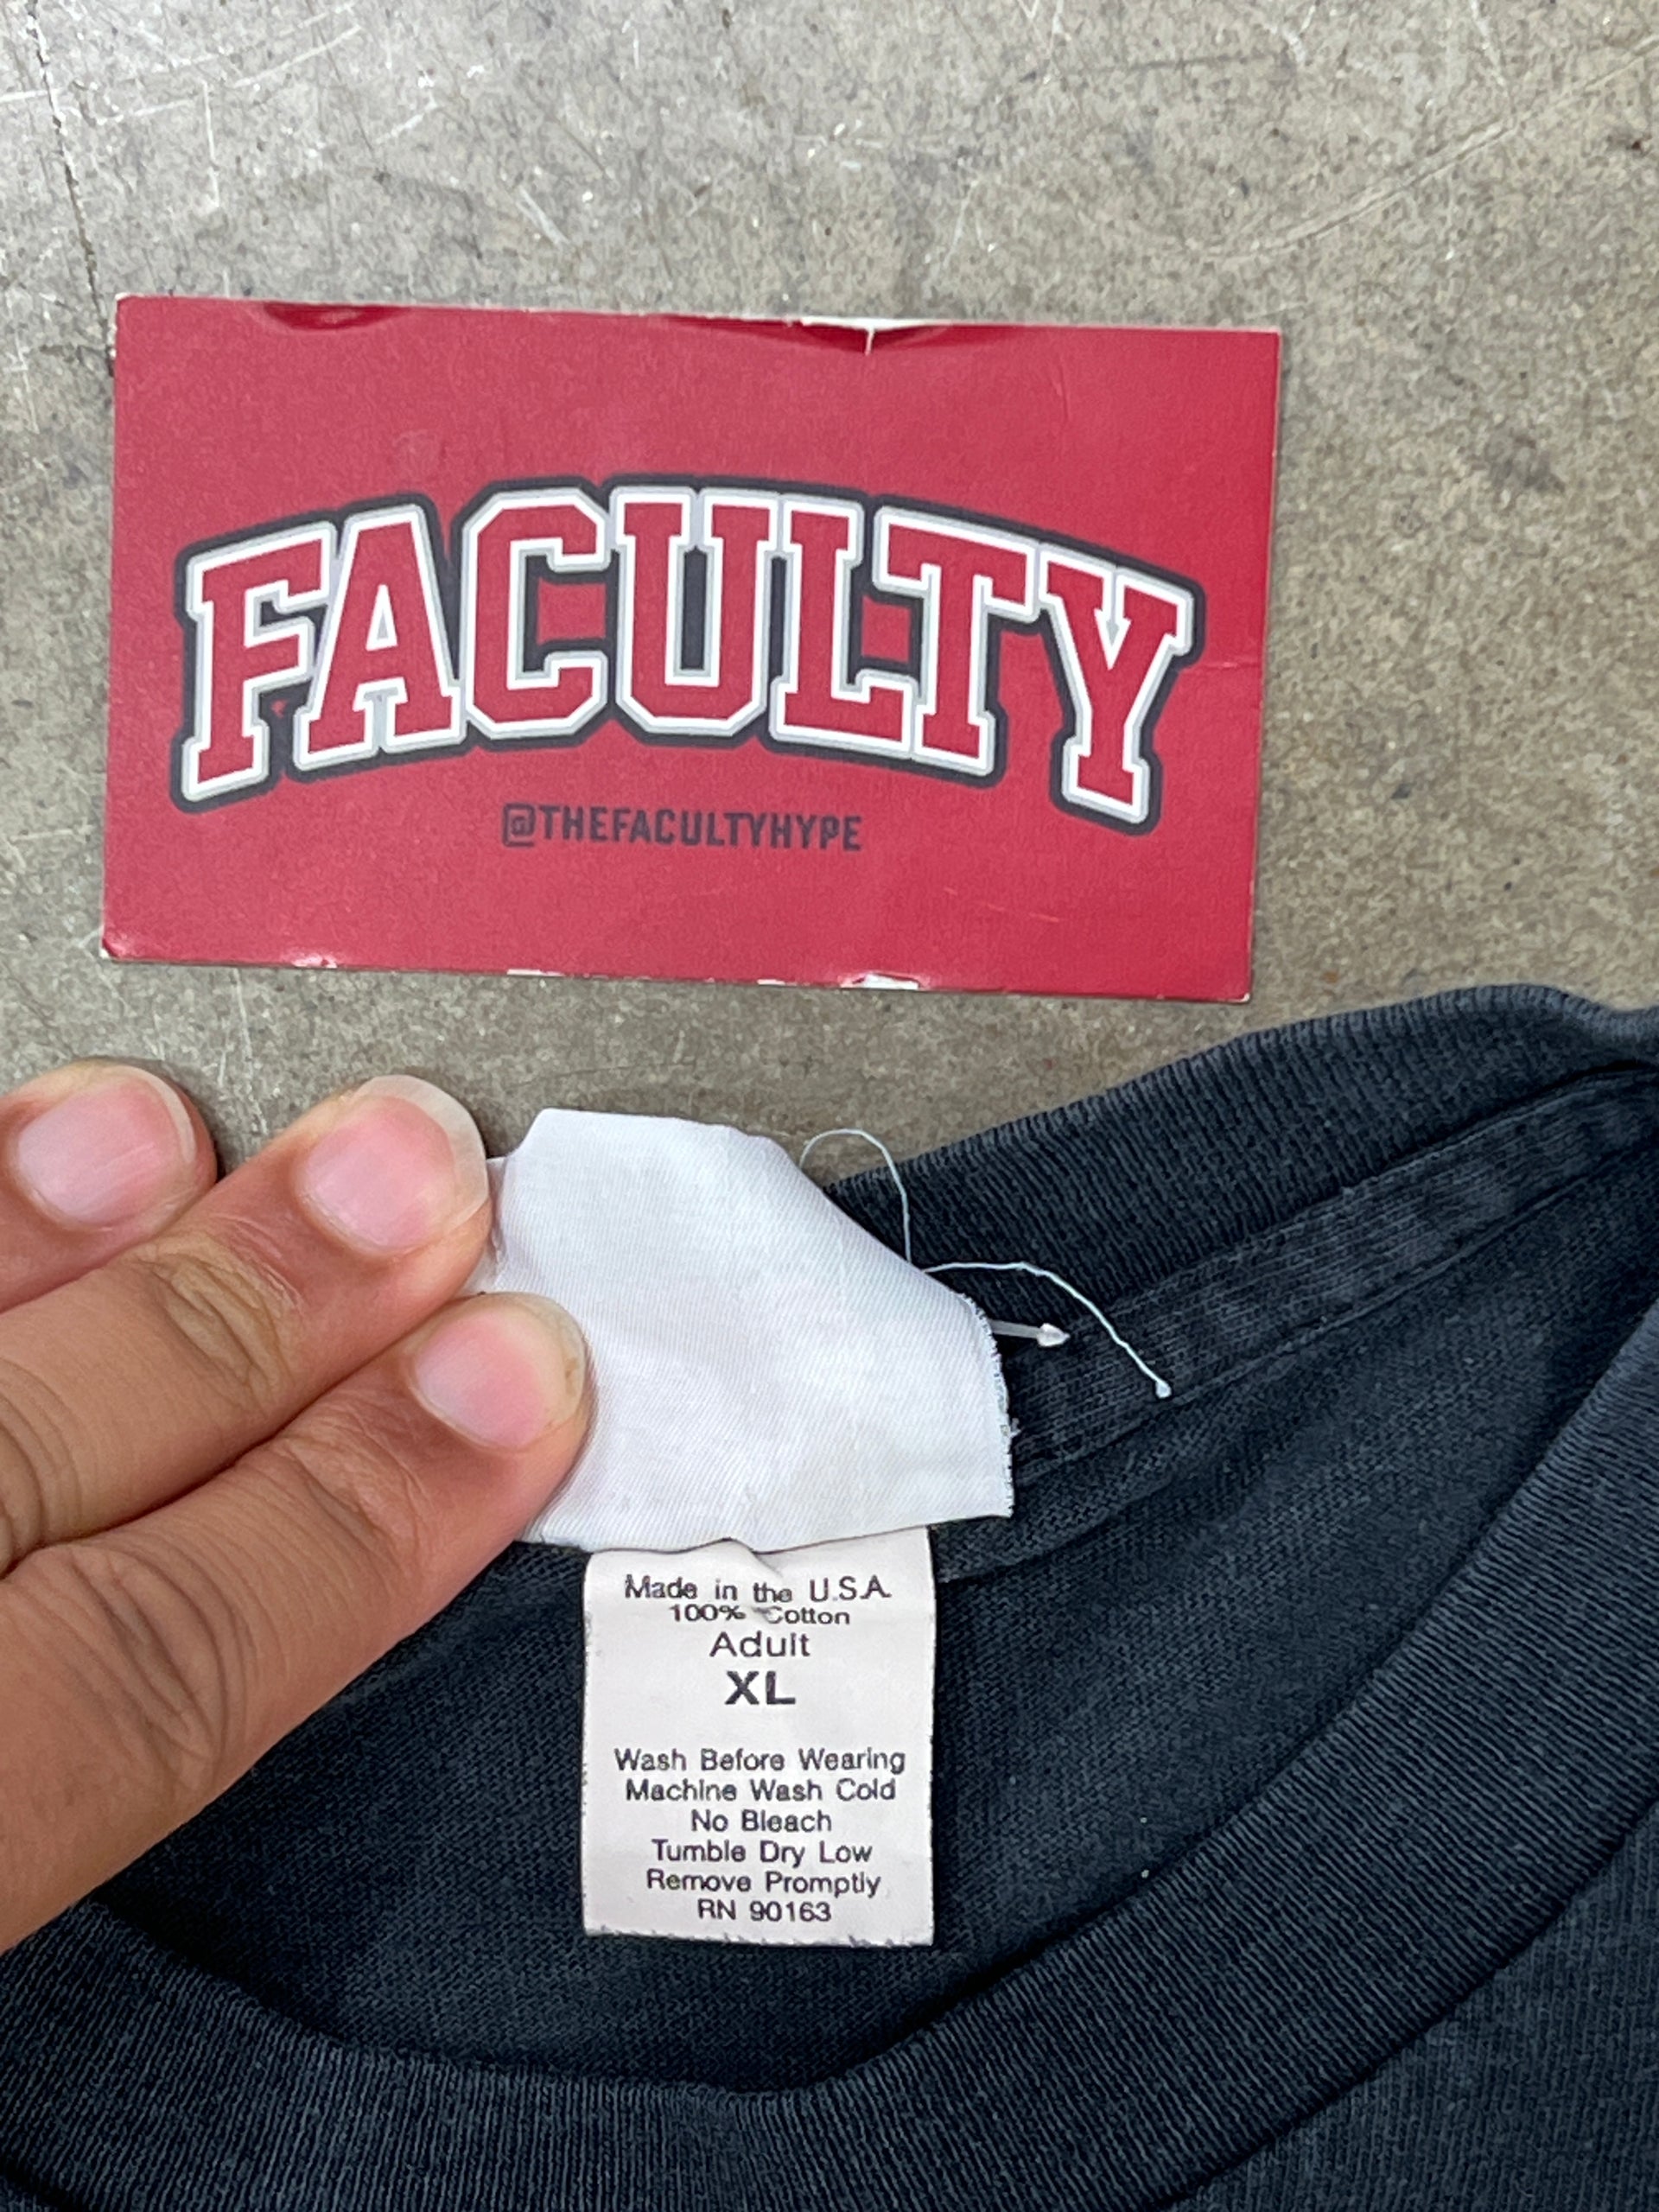 FACULTY
@THEFACULTYHYPE
Made in the U.S.A.
100% Cotton
Adult
XL
Wash Before Wearing
Machine Wash Cold
No Bleach
Tumble Dry Low
Remove Promptly
RN 90163